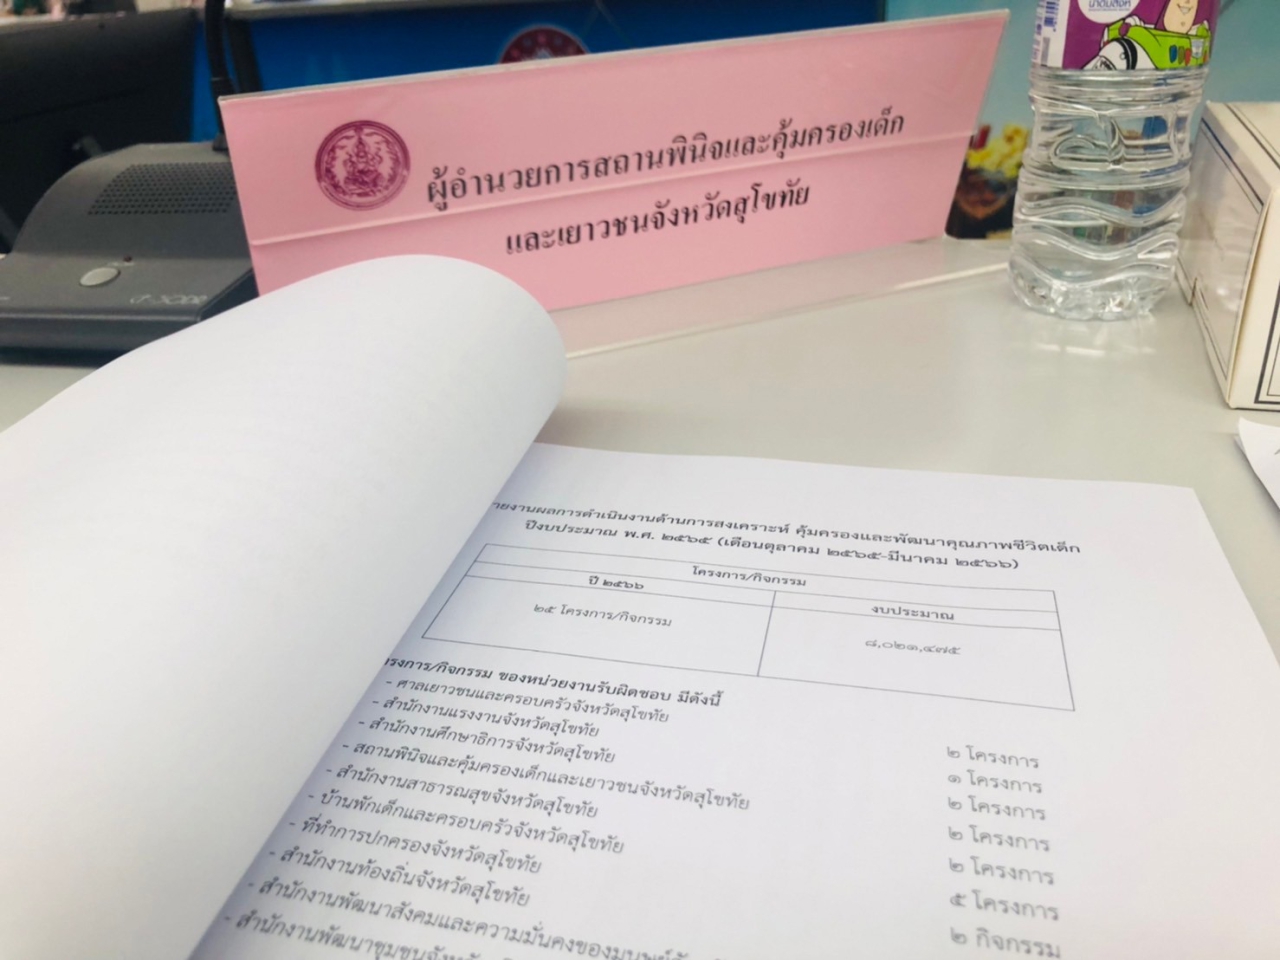 น้ำดื่มสิงห์
ผู้อำนวยการสถานพินิจและคุ้มครองเด็ก
และเยาวชนจังหวัดสุโขทัย
รายงานผลการดำเนินงานด้านการสงเคราะห์ คุ้มครองและพัฒนาคุณภาพชีวิตเด็ก
ปีงบประมาณ พ.ศ. ๒๕๖๕ (เดือนตุลาคม ๒๕๖๕-มีนาคม ๒๕๖๖)
โครงการ/กิจกรรม
ปี ๒๕๖๖ งบประมาณ
๒๕ โครงการ/กิจกรรม ๘,๐๒๑,๔๗๕
โครงการ/กิจกรรม ของหน่วยงานรับผิดชอบ มีดังนี้
- ศาลเยาวชนและครอบครัวจังหวัดสุโขทัย ๒ โครงการ
- สำนักงานแรงงานจังหวัดสุโขทัย ๑ โครงการ
- สำนักงานศึกษาธิการจังหวัดสุโขทัย ๒ โครงการ
- สถานพินิจและคุ้มครองเด็กและเยาวชนจังหวัดสุโขทัย ๒ โครงการ
- สำนักงานสาธารณสุขจังหวัดสุโขทัย ๒ โครงการ
- บ้านพักเด็กและครอบครัวจังหวัดสุโขทัย ๕ โครงการ
- ที่ทำการปกครองจังหวัดสุโขทัย ๒ กิจกรรม
- สำนักงานท้องถิ่นจังหวัดสุโขทัย
- สำนักงานพัฒนาสังคมและความมั่นคงของมนุษย์
- สำนักงานพัฒนาชุมชนจังหวัด